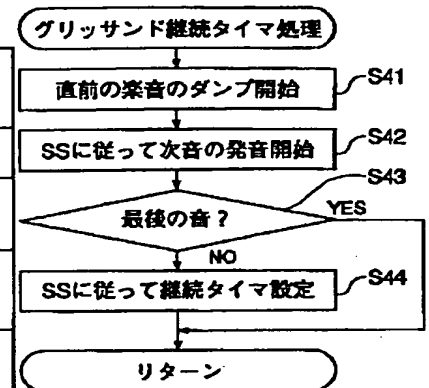 グリッサンド継続タイマ処理
直前の楽音のダンプ開始
S41
SSに従って次音の発音開始
S42
最後の音?
S43
YES
NO
SSに従って継続タイマ設定
S44
リターン